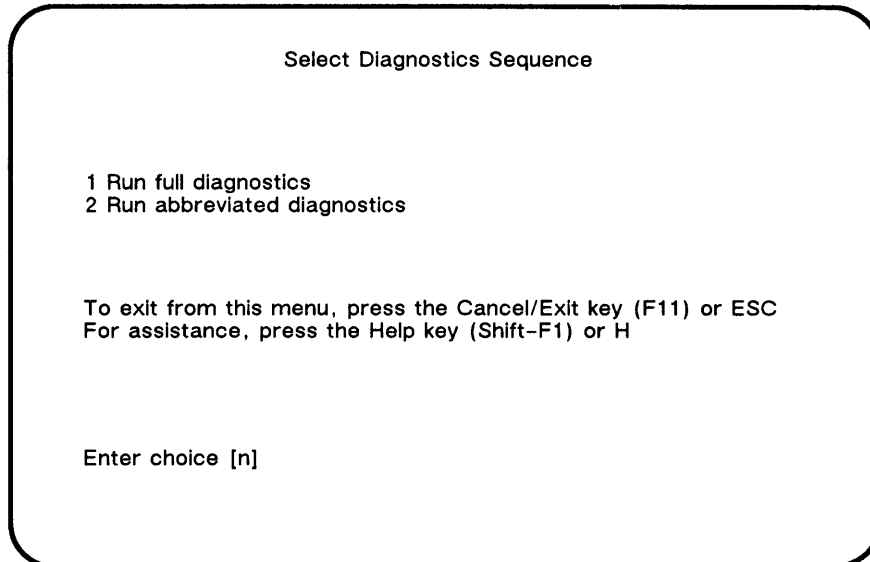 Select Diagnostics Sequence
1 Run full diagnostics
2 Run abbreviated diagnostics
To exit from this menu, press the Cancel/Exit key (F11) or ESC
For assistance, press the Help key (Shift-F1) or H
Enter choice [n]